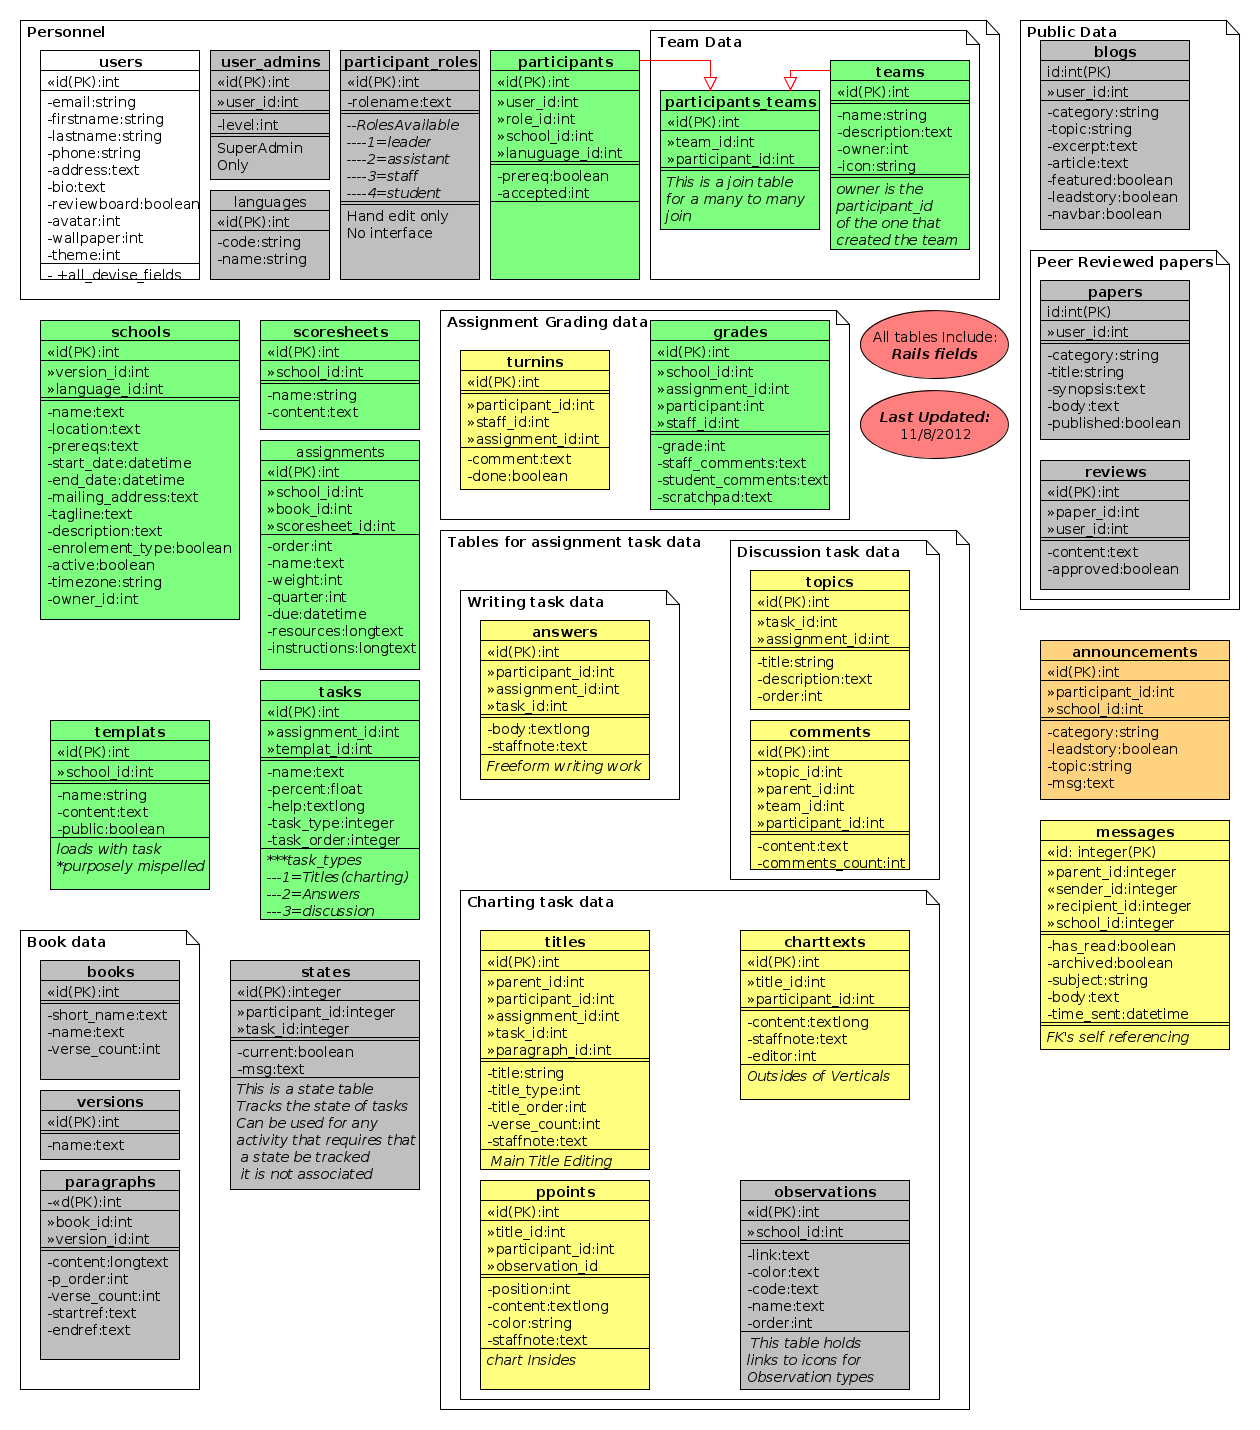 Personnel
users
«id(PK):int
-email:string
-firstname:string
-lastname:string
-phone:string
-address:text
-bio:text
-reviewboard:boolean
-avatar:int
-wallpaper:int
-theme:int
- +all_devise_fields
user_admins
«id(PK):int
»user_id:int
-level:int
SuperAdmin
Only
languages
«id(PK):int
-code:string
-name:string
participant_roles
«id(PK):int
-rolename:text
--RolesAvailable
----1=leader
----2=assistant
----3=staff
----4=student
Hand edit only
No interface
participants
«id(PK):int
»user_id:int
»role_id:int
»school_id:int
»lanuguage_id:int
-prereq:boolean
-accepted:int
Team Data
participants_teams
«id(PK):int
»team_id:int
»participant_id:int
This is a join table
for a many to many
join
teams
«id(PK):int
-name:string
-description:text
-owner:int
-icon:string
owner is the
participant_id
of the one that
created the team
Public Data
blogs
id:int(PK)
»user_id:int
-category:string
-topic:string
-excerpt:text
-article:text
-featured:boolean
-leadstory:boolean
-navbar:boolean
Peer Reviewed papers
papers
id:int(PK)
»user_id:int
-category:string
-title:string
-synopsis:text
-body:text
-published:boolean
reviews
«id(PK):int
»paper_id:int
»user_id:int
-content:text
-approved:boolean
schools
«id(PK):int
»version_id:int
»language_id:int
-name:text
-location:text
-prereqs:text
-start_date:datetime
-end_date:datetime
-mailing_address:text
-tagline:text
-description:text
-enrolement_type:boolean
-active:boolean
-timezone:string
-owner_id:int
scoresheets
«id(PK):int
»school_id:int
-name:string
-content:text
assignments
«id(PK):int
»school_id:int
»book_id:int
»scoresheet_id:int
-order:int
-name:text
-weight:int
-quarter:int
-due:datetime
-resources:longtext
-instructions:longtext
tasks
«id(PK):int
»assignment_id:int
»templat_id:int
-name:text
-percent:float
-help:textlong
-task_type:integer
-task_order:integer
***task_types
---1=Titles(charting)
---2=Answers
---3=discussion
templats
«id(PK):int
»school_id:int
-name:string
-content:text
-public:boolean
loads with task
*purposely mispelled
Assignment Grading data
turnins
«id(PK):int
»participant_id:int
»staff_id:int
»assignment_id:int
-comment:text
-done:boolean
grades
«id(PK):int
»school_id:int
»assignment_id:int
»participant:int
»staff_id:int
-grade:int
-staff_comments:text
-student_comments:text
-scratchpad:text
All tables Include:
Rails fields
Last Updated:
11/8/2012
Tables for assignment task data
Writing task data
answers
«id(PK):int
»participant_id:int
»assignment_id:int
»task_id:int
-body:textlong
-staffnote:text
Freeform writing work
Discussion task data
topics
«id(PK):int
»task_id:int
»assignment_id:int
-title:string
-description:text
-order:int
comments
«id(PK):int
»topic_id:int
»parent_id:int
»team_id:int
»participant_id:int
-content:text
-comments_count:int
Charting task data
titles
«id(PK):int
»parent_id:int
»participant_id:int
»assignment_id:int
»task_id:int
»paragraph_id:int
-title:string
-title_type:int
-title_order:int
-verse_count:int
-staffnote:text
Main Title Editing
charttexts
«id(PK):int
»title_id:int
»participant_id:int
-content:textlong
-staffnote:text
-editor:int
Outsides of Verticals
ppoints
«id(PK):int
»title_id:int
»participant_id:int
»observation_id
-position:int
-content:textlong
-color:string
-staffnote:text
chart Insides
observations
«id(PK):int
»school_id:int
-link:text
-color:text
-code:text
-name:text
-order:int
This table holds
links to icons for
Observation types
announcements
«id(PK):int
»participant_id:int
»school_id:int
-category:string
-leadstory:boolean
-topic:string
-msg:text
messages
«id: integer(PK)
»parent_id:integer
«sender_id:integer
»recipient_id:integer
»school_id:integer
-has_read:boolean
-archived:boolean
-subject:string
-body:text
-time_sent:datetime
FK's self referencing
Book data
books
«id(PK):int
-short_name:text
-name:text
-verse_count:int
versions
«id(PK):int
-name:text
paragraphs
-«d(PK):int
»book_id:int
»version_id:int
-content:longtext
-p_order:int
-verse_count:int
-startref:text
-endref:text
states
«id(PK):integer
»participant_id:integer
»task_id:integer
-current:boolean
-msg:text
This is a state table
Tracks the state of tasks
Can be used for any
activity that requires that
a state be tracked
it is not associated